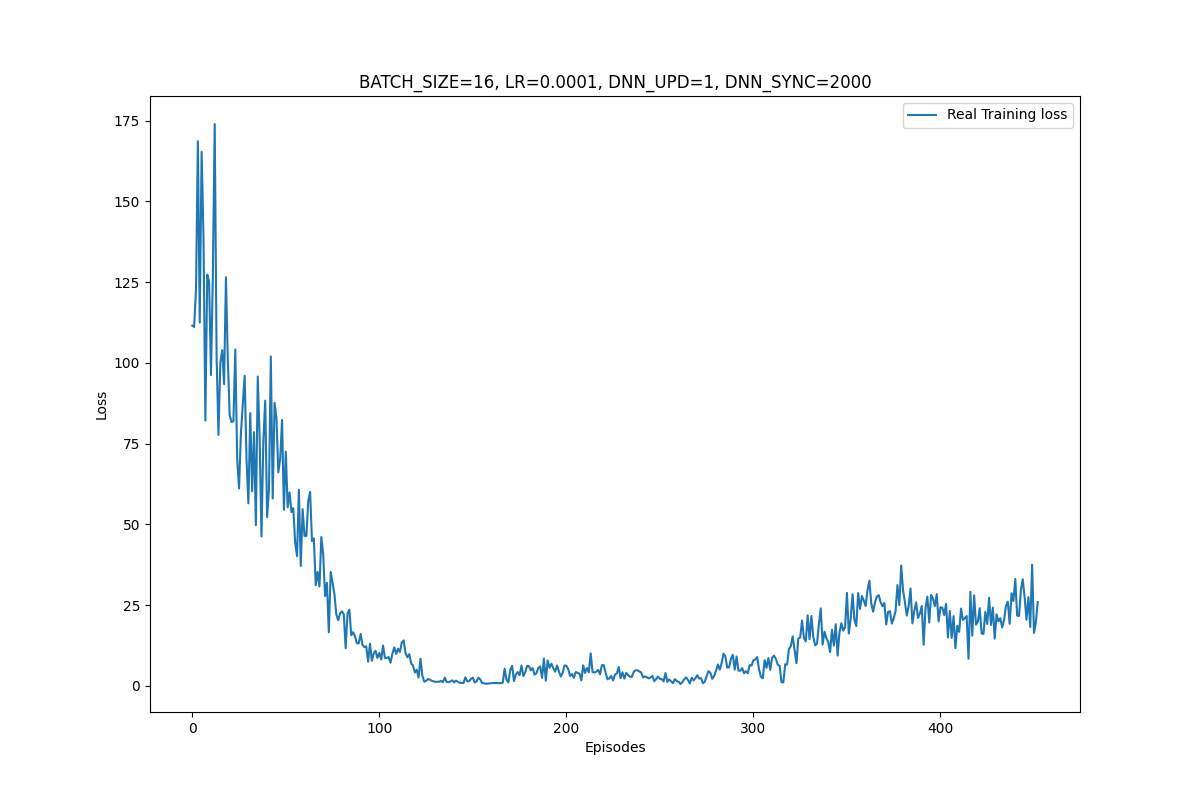 BATCH_SIZE=16, LR=0.0001, DNN_UPD=1, DNN_SYNC=2000
Real Training loss
175
150
125
100
75
50
25
0
Loss
0 100 200 300 400
Episodes